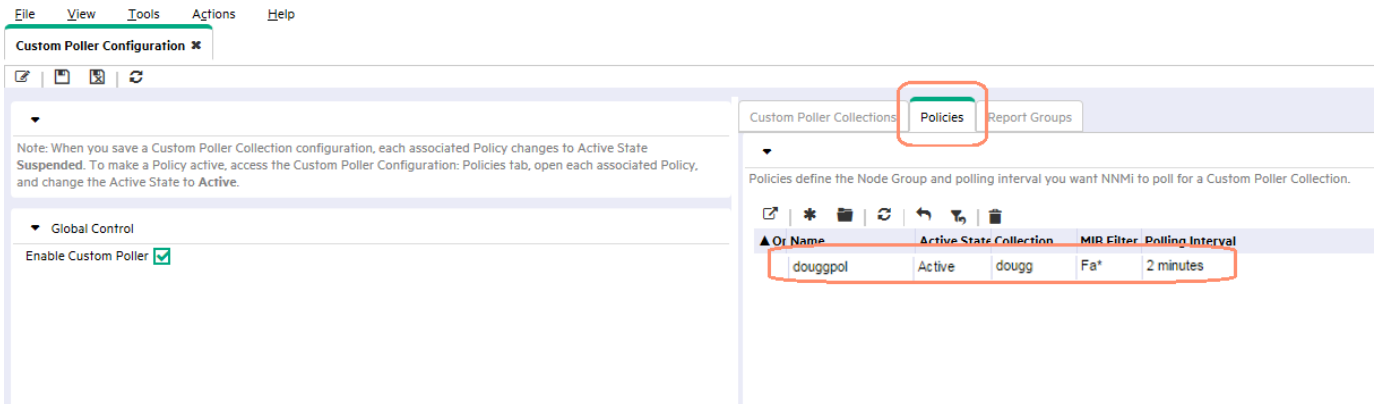 File View Tools Actions Help
Custom Poller Configuration ✖
Note: When you save a Custom Poller Collection configuration, each associated Policy changes to Active State
Suspended. To make a Policy active, access the Custom Poller Configuration: Policies tab, open each associated Policy,
and change the Active State to Active.
Global Control
Enable Custom Poller
Custom Poller Collections Policies Report Groups
Policies define the Node Group and polling interval you want NNMi to poll for a Custom Poller Collection.
▲ Or Name Active State Collection MIB Filter Polling Interval
douggpol Active dougg Fa* 2 minutes